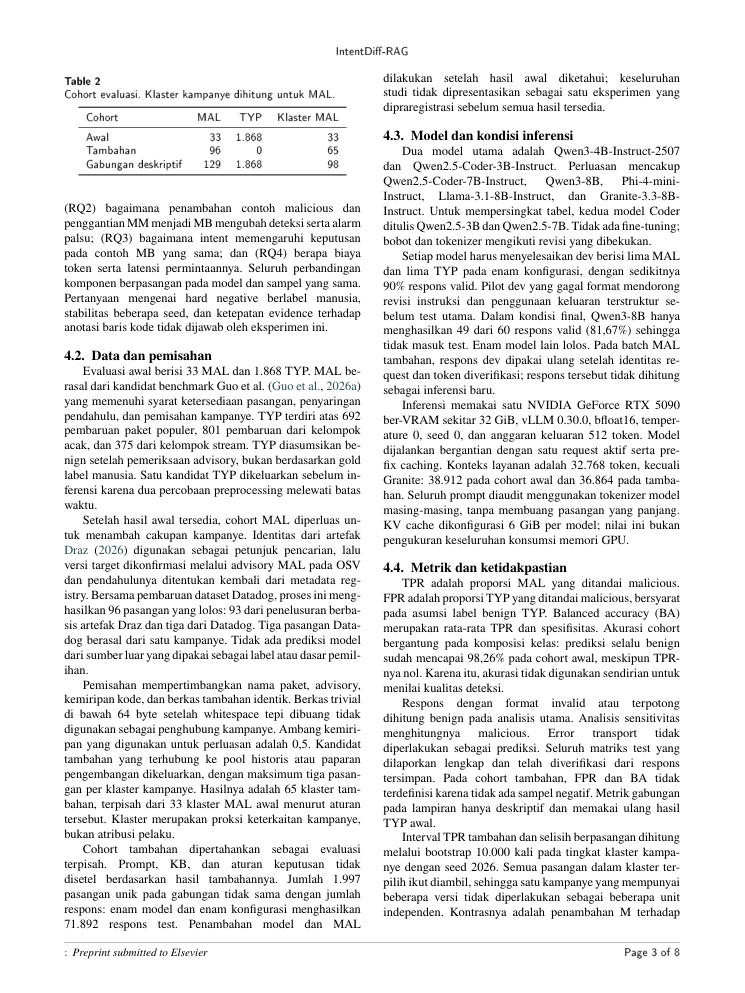 IntentDiff-RAG
Table 2
Cohort evaluasi. Klaster kampanye dihitung untuk MAL.
Cohort MAL TYP Klaster MAL
Awal 33 1.868 33
Tambahan 96 0 65
Gabungan deskriptif 129 1.868 98
(RQ2) bagaimana penambahan contoh malicious dan
penggantian MM menjadi MB mengubah deteksi serta alarm
palsu; (RQ3) bagaimana intent memengaruhi keputusan
pada contoh MB yang sama; dan (RQ4) berapa biaya
token serta latensi permintaannya. Seluruh perbandingan
komponen berpasangan pada model dan sampel yang sama.
Pertanyaan mengenai hard negative berlabel manusia,
stabilitas beberapa seed, dan ketepatan evidence terhadap
anotasi baris kode tidak dijawab oleh eksperimen ini.
4.2. Data dan pemisahan
Evaluasi awal berisi 33 MAL dan 1.868 TYP. MAL be-
rasal dari kandidat benchmark Guo et al. (Guo et al., 2026a)
yang memenuhi syarat ketersediaan pasangan, penyaringan
pendahulu, dan pemisahan kampanye. TYP terdiri atas 692
pembaruan paket populer, 801 pembaruan dari kelompok
acak, dan 375 dari kelompok stream. TYP diasumsikan be-
nign setelah pemeriksaan advisory, bukan berdasarkan gold
label manusia. Satu kandidat TYP dikeluarkan sebelum in-
ferensi karena dua percobaan preprocessing melewati batas
waktu.
Setelah hasil awal tersedia, cohort MAL diperluas un-
tuk menambah cakupan kampanye. Identitas dari artefak
Draz (2026) digunakan sebagai petunjuk pencarian, lalu
versi target dikonfirmasi melalui advisory MAL pada OSV
dan pendahulunya ditentukan kembali dari metadata reg-
istry. Bersama pembaruan dataset Datadog, proses ini meng-
hasilkan 96 pasangan yang lolos: 93 dari penelusuran berba-
sis artefak Draz dan tiga dari Datadog. Tiga pasangan Data-
dog berasal dari satu kampanye. Tidak ada prediksi model
dari sumber luar yang dipakai sebagai label atau dasar pemil-
ihan.
Pemisahan mempertimbangkan nama paket, advisory,
kemiripan kode, dan berkas tambahan identik. Berkas trivial
di bawah 64 byte setelah whitespace tepi dibuang tidak
digunakan sebagai penghubung kampanye. Ambang kemiri-
pan yang digunakan untuk perluasan adalah 0,5. Kandidat
tambahan yang terhubung ke pool historis atau paparan
pengembangan dikeluarkan, dengan maksimum tiga pasan-
gan per klaster kampanye. Hasilnya adalah 65 klaster tam-
bahan, terpisah dari 33 klaster MAL awal menurut aturan
tersebut. Klaster merupakan proksi keterkaitan kampanye,
bukan atribusi pelaku.
Cohort tambahan dipertahankan sebagai evaluasi
terpisah. Prompt, KB, dan aturan keputusan tidak
disetel berdasarkan hasil tambahannya. Jumlah 1.997
pasangan unik pada gabungan tidak sama dengan jumlah
respons: enam model dan enam konfigurasi menghasilkan
71.892 respons test. Penambahan model dan MAL
dilakukan setelah hasil awal diketahui; keseluruhan
studi tidak dipresentasikan sebagai satu eksperimen yang
dipraregistrasi sebelum semua hasil tersedia.
4.3. Model dan kondisi inferensi
Dua model utama adalah Qwen3-4B-Instruct-2507
dan Qwen2.5-Coder-3B-Instruct. Perluasan mencakup
Qwen2.5-Coder-7B-Instruct, Qwen3-8B, Phi-4-mini-
Instruct, Llama-3.1-8B-Instruct, dan Granite-3.3-8B-
Instruct. Untuk mempersingkat tabel, kedua model Coder
ditulis Qwen2.5-3B dan Qwen2.5-7B. Tidak ada fine-tuning;
bobot dan tokenizer mengikuti revisi yang dibekukan.
Setiap model harus menyelesaikan dev berisi lima MAL
dan lima TYP pada enam konfigurasi, dengan sedikitnya
90% respons valid. Pilot dev yang gagal format mendorong
revisi instruksi dan penggunaan keluaran terstruktur se-
belum test utama. Dalam kondisi final, Qwen3-8B hanya
menghasilkan 49 dari 60 respons valid (81,67%) sehingga
tidak masuk test. Enam model lain lolos. Pada batch MAL
tambahan, respons dev dipakai ulang setelah identitas re-
quest dan token diverifikasi; respons tersebut tidak dihitung
sebagai inferensi baru.
Inferensi memakai satu NVIDIA GeForce RTX 5090
ber-VRAM sekitar 32 GiB, vLLM 0.30.0, bfloat16, temper-
ature 0, seed 0, dan anggaran keluaran 512 token. Model
dijalankan bergantian dengan satu request aktif serta pre-
fix caching. Konteks layanan adalah 32.768 token, kecuali
Granite: 38.912 pada cohort awal dan 36.864 pada tamba-
han. Seluruh prompt diaudit menggunakan tokenizer model
masing-masing, tanpa membuang pasangan yang panjang.
KV cache dikonfigurasi 6 GiB per model; nilai ini bukan
pengukuran keseluruhan konsumsi memori GPU.
4.4. Metrik dan ketidakpastian
TPR adalah proporsi MAL yang ditandai malicious.
FPR adalah proporsi TYP yang ditandai malicious, bersyarat
pada asumsi label benign TYP. Balanced accuracy (BA)
merupakan rata-rata TPR dan spesifisitas. Akurasi cohort
bergantung pada komposisi kelas: prediksi selalu benign
sudah mencapai 98,26% pada cohort awal, meskipun TPR-
nya nol. Karena itu, akurasi tidak digunakan sendirian untuk
menilai kualitas deteksi.
Respons dengan format invalid atau terpotong
dihitung benign pada analisis utama. Analisis sensitivitas
menghitungnya malicious. Error transport tidak
diperlakukan sebagai prediksi. Seluruh matriks test yang
dilaporkan lengkap dan telah diverifikasi dari respons
tersimpan. Pada cohort tambahan, FPR dan BA tidak
terdefinisi karena tidak ada sampel negatif. Metrik gabungan
pada lampiran hanya deskriptif dan memakai ulang hasil
TYP awal.
Interval TPR tambahan dan selisih berpasangan dihitung
melalui bootstrap 10.000 kali pada tingkat klaster kampa-
nye dengan seed 2026. Semua pasangan dalam klaster ter-
pilih ikut diambil, sehingga satu kampanye yang mempunyai
beberapa versi tidak diperlakukan sebagai beberapa unit
independen. Kontrasnya adalah penambahan M terhadap
: Preprint submitted to Elsevier
Page 3 of 8